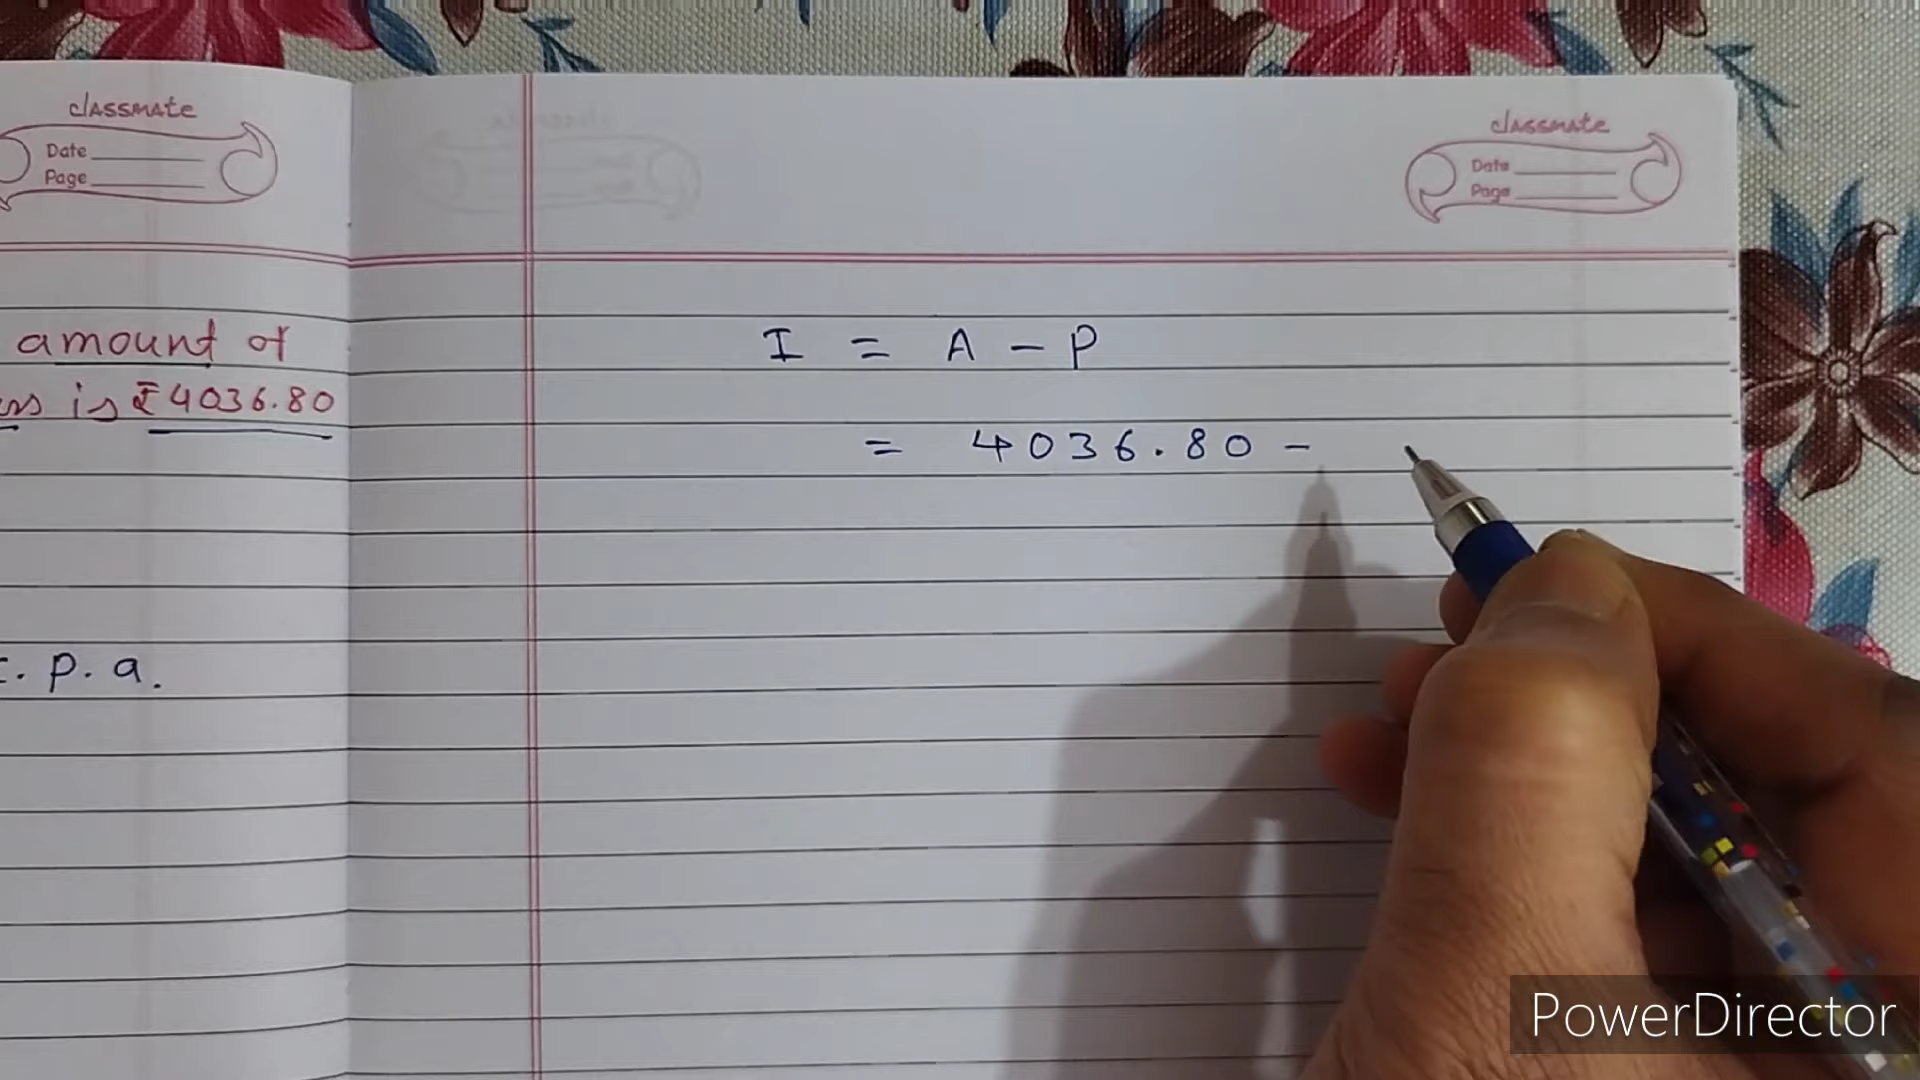 classmate
Date
Page
amount of
is ₹4036.80
p.a.
classmate
Date
Page
I = A - P
= 4036.80 -
PowerDirector